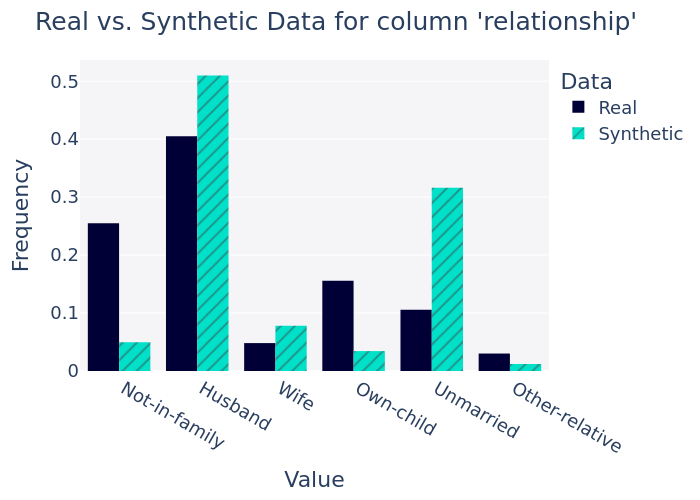 Real vs. Synthetic Data for column 'relationship'
Data
Real
Synthetic
Frequency
0.5
0.4
0.3
0.2
0.1
0
Not-in-family
Husband
Wife
Own-child
Unmarried
Other-relative
Value